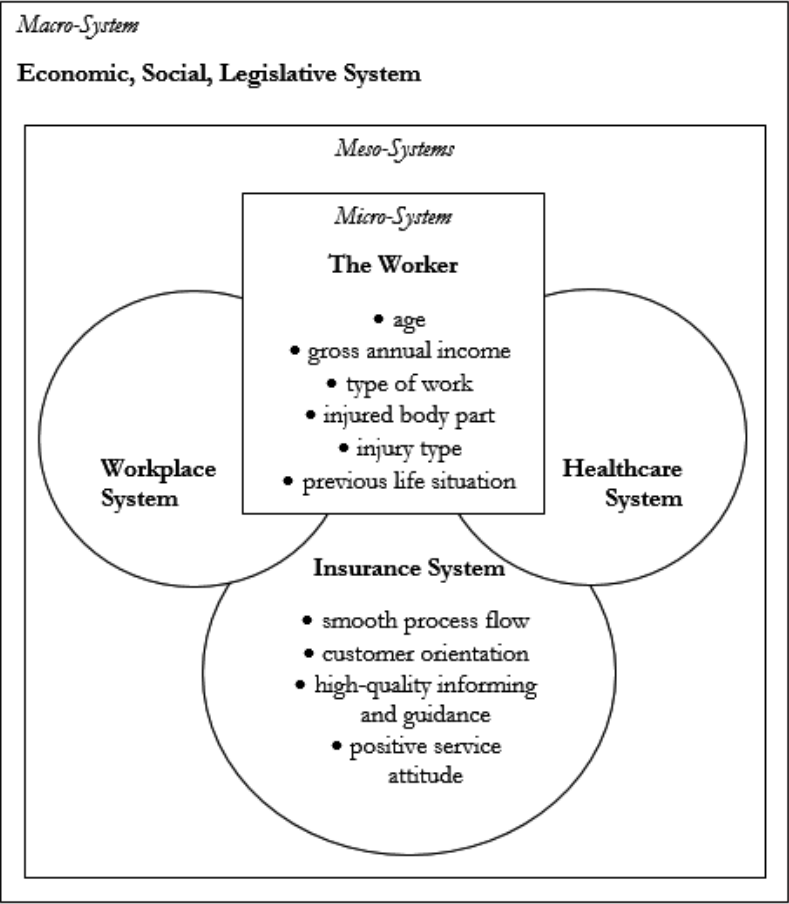 Macro-System
Economic, Social, Legislative System
Meso-Systems
Micro-System
The Worker
• age
• gross annual income
• type of work
• injured body part
• injury type
• previous life situation
Workplace
System
Healthcare
System
Insurance System
• smooth process flow
• customer orientation
• high-quality informing
and guidance
• positive service
attitude